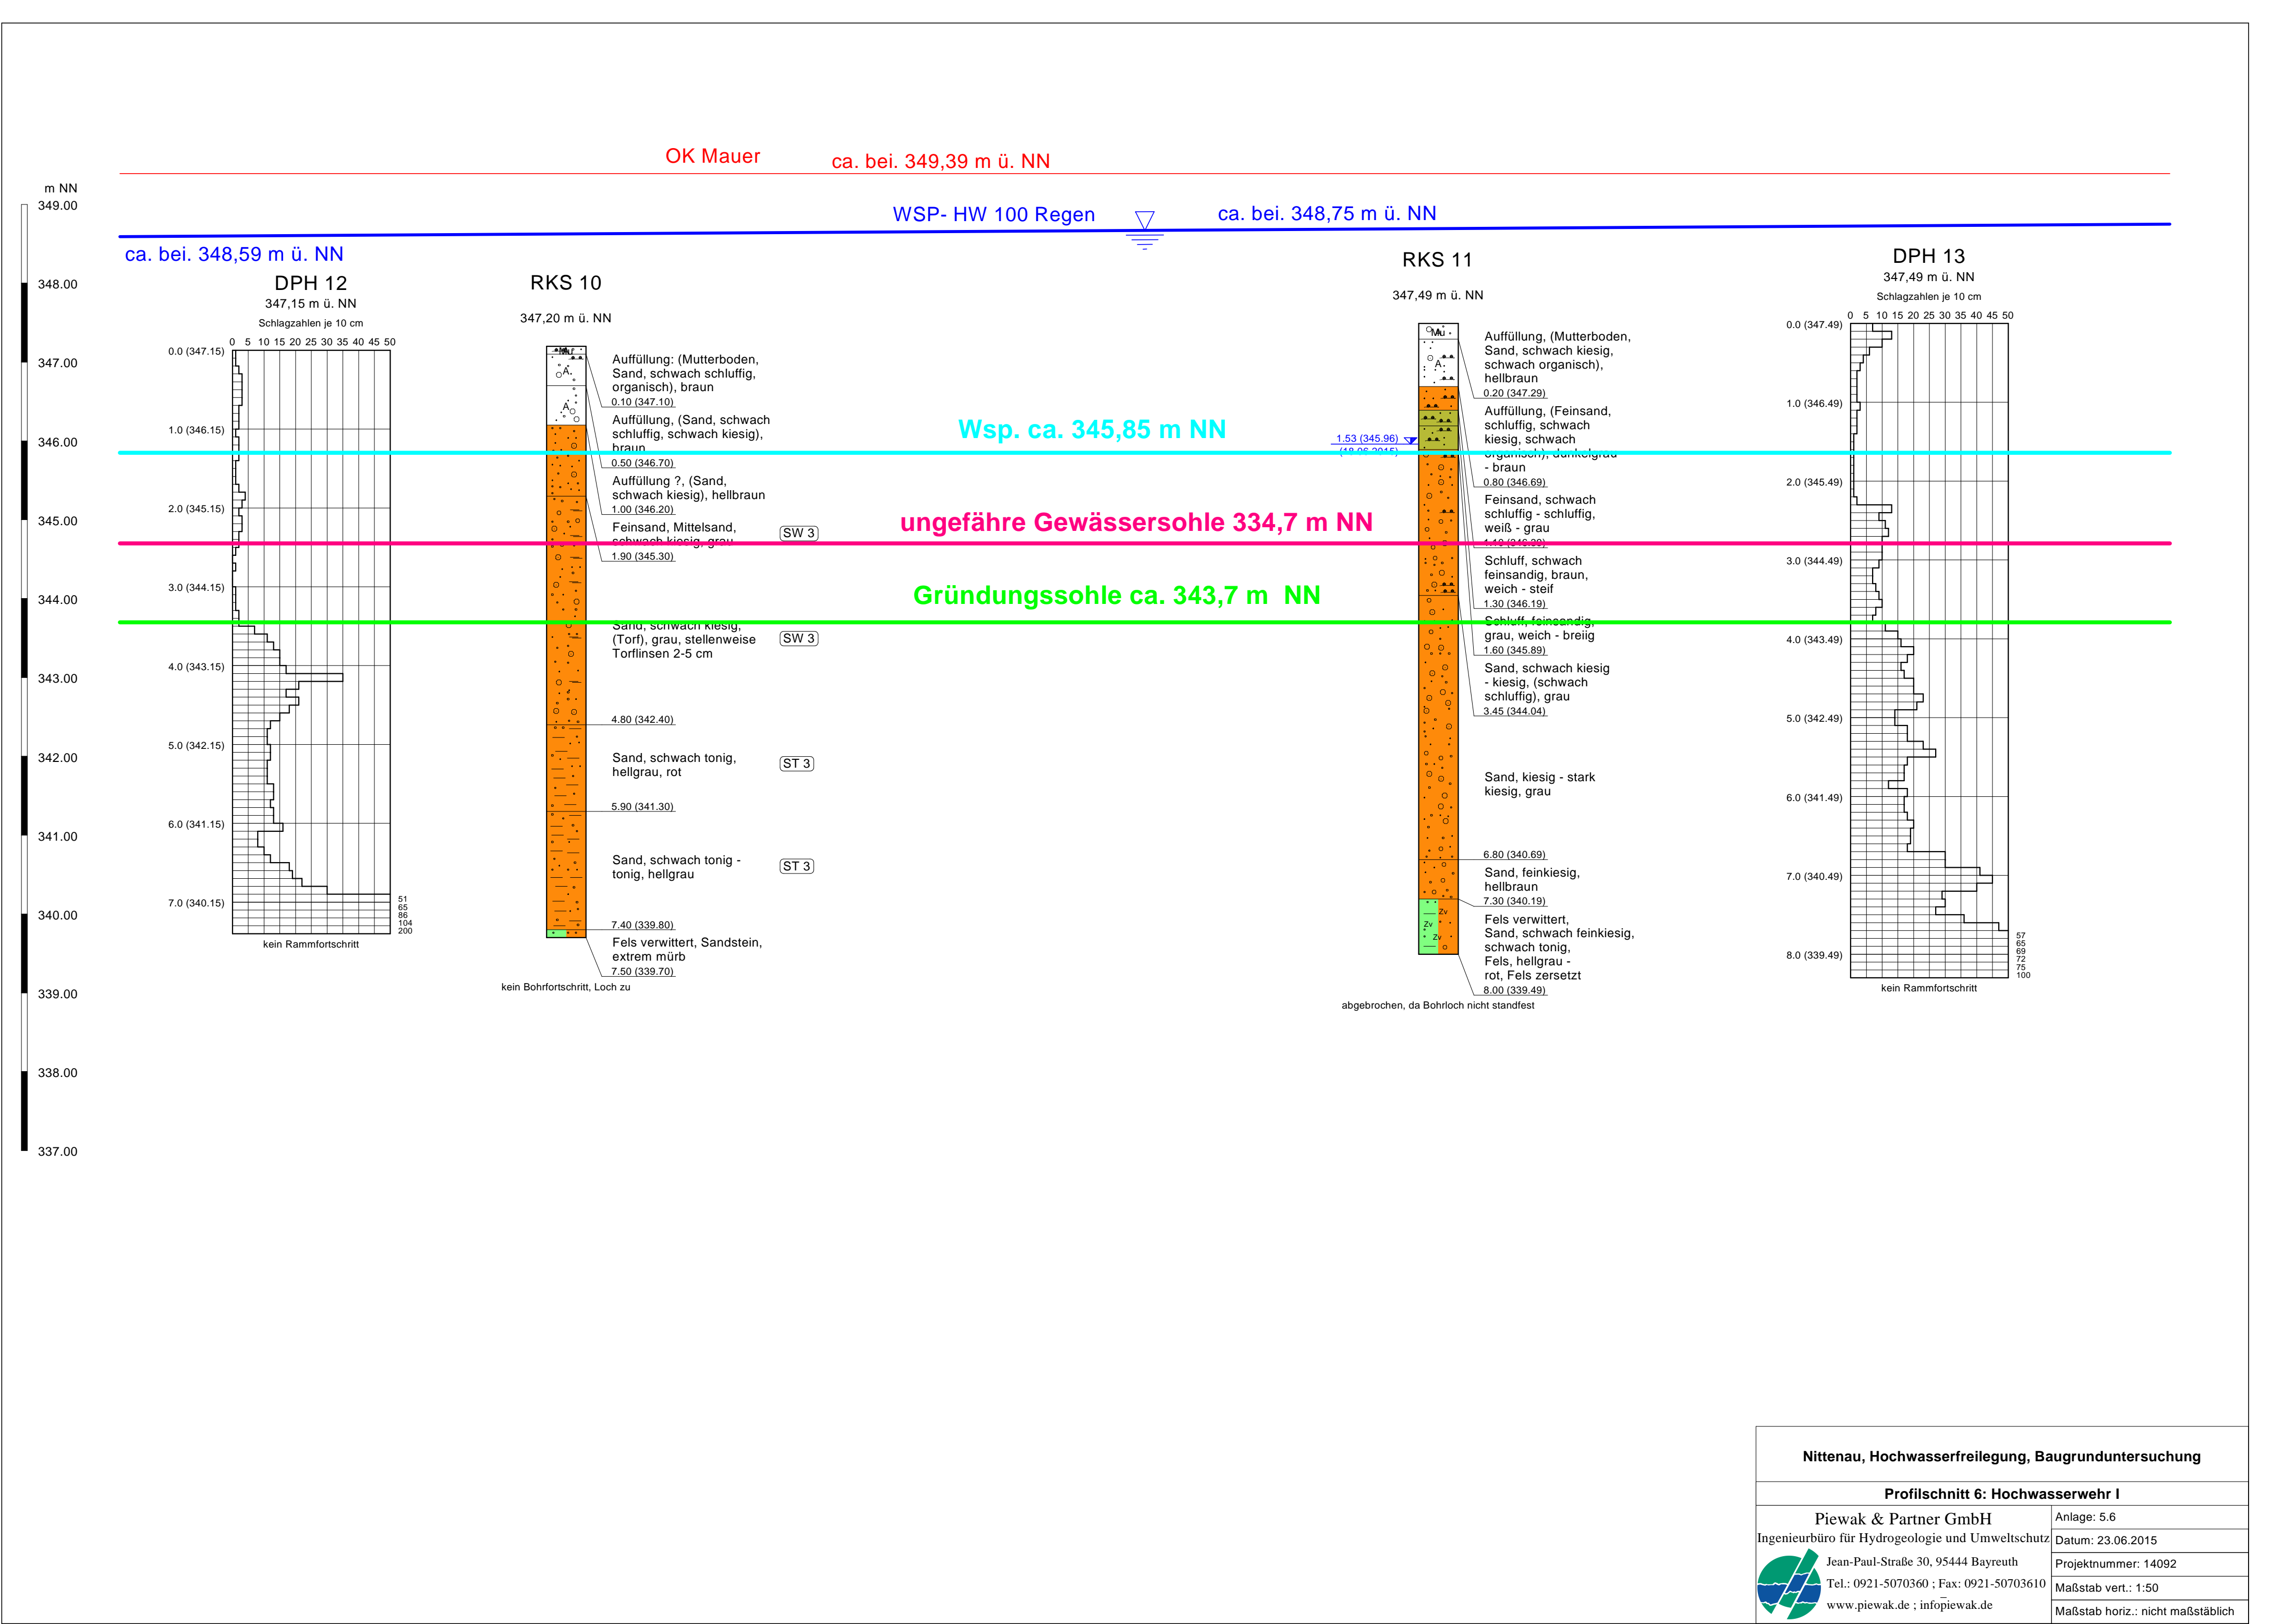 OK Mauer
ca. bei. 349,39 m ü. NN
m NN
349.00
348.00
347.00
346.00
345.00
344.00
343.00
342.00
341.00
340.00
339.00
338.00
337.00
WSP- HW 100 Regen
ca. bei. 348,75 m ü. NN
ca. bei. 348,59 m ü. NN
DPH 12
347,15 m ü. NN
Schlagzahlen je 10 cm
0 5 10 15 20 25 30 35 40 45 50
0.0 (347.15)
1.0 (346.15)
2.0 (345.15)
3.0 (344.15)
4.0 (343.15)
5.0 (342.15)
6.0 (341.15)
7.0 (340.15)
51
65
86
104
200
kein Rammfortschritt
RKS 10
347,20 m ü. NN
Mu
A
A
Auffüllung: (Mutterboden,
Sand, schwach schluffig,
organisch), braun
0.10 (347.10)
Auffüllung, (Sand, schwach
schluffig, schwach kiesig),
braun
0.50 (346.70)
Auffüllung ?, (Sand,
schwach kiesig), hellbraun
1.00 (346.20)
Feinsand, Mittelsand,
schwach kiesig, grau
SW 3
1.90 (345.30)
Sand, schwach kiesig,
(Torf), grau, stellenweise
Torflinsen 2-5 cm
SW 3
4.80 (342.40)
Sand, schwach tonig,
hellgrau, rot
ST 3
5.90 (341.30)
Sand, schwach tonig -
tonig, hellgrau
ST 3
7.40 (339.80)
Fels verwittert, Sandstein,
extrem mürb
7.50 (339.70)
kein Bohrfortschritt, Loch zu
Wsp. ca. 345,85 m NN
ungefähre Gewässersohle 334,7 m NN
Gründungssohle ca. 343,7 m NN
RKS 11
347,49 m ü. NN
Mu
A
1.53 (345.96)
(18.06.2015)
Zv
Zv
Zv
Auffüllung, (Mutterboden,
Sand, schwach kiesig,
schwach organisch),
hellbraun
0.20 (347.29)
Auffüllung, (Feinsand,
schluffig, schwach
kiesig, schwach
organisch), dunkelgrau
- braun
0.80 (346.69)
Feinsand, schwach
schluffig - schluffig,
weiß - grau
1.10 (346.39)
Schluff, schwach
feinsandig, braun,
weich - steif
1.30 (346.19)
Schluff, feinsandig,
grau, weich - breiig
1.60 (345.89)
Sand, schwach kiesig
- kiesig, (schwach
schluffig), grau
3.45 (344.04)
Sand, kiesig - stark
kiesig, grau
6.80 (340.69)
Sand, feinkiesig,
hellbraun
7.30 (340.19)
Fels verwittert,
Sand, schwach feinkiesig,
schwach tonig,
Fels, hellgrau -
rot, Fels zersetzt
8.00 (339.49)
abgebrochen, da Bohrloch nicht standfest
DPH 13
347,49 m ü. NN
Schlagzahlen je 10 cm
0 5 10 15 20 25 30 35 40 45 50
0.0 (347.49)
1.0 (346.49)
2.0 (345.49)
3.0 (344.49)
4.0 (343.49)
5.0 (342.49)
6.0 (341.49)
7.0 (340.49)
8.0 (339.49)
57
65
69
72
75
100
kein Rammfortschritt
Nittenau, Hochwasserfreilegung, Baugrunduntersuchung
Profilschnitt 6: Hochwasserwehr I
Piewak & Partner GmbH
Ingenieurbüro für Hydrogeologie und Umweltschutz
Jean-Paul-Straße 30, 95444 Bayreuth
Tel.: 0921-5070360 ; Fax: 0921-50703610
www.piewak.de ; info¯piewak.de
Anlage: 5.6
Datum: 23.06.2015
Projektnummer: 14092
Maßstab vert.: 1:50
Maßstab horiz.: nicht maßstäblich